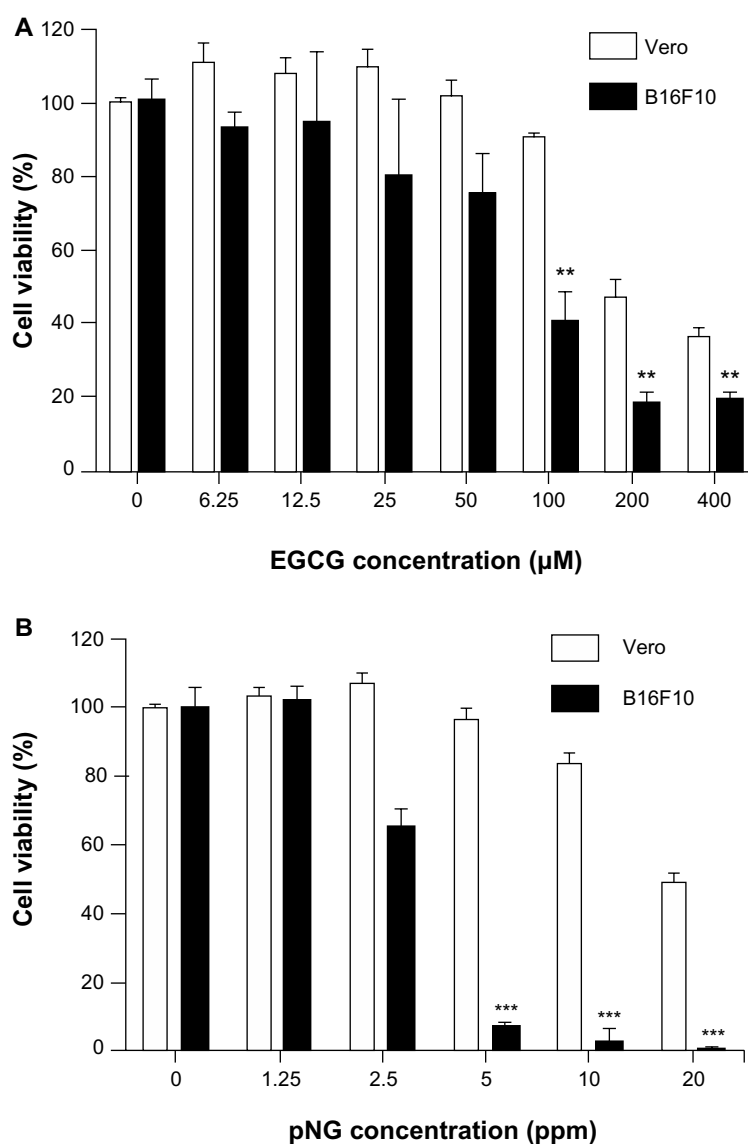 A
120
100
80
60
40
20
0
Cell viability (%)
Vero
B16F10
**
**
**
0 6.25 12.5 25 50 100 200 400
EGCG concentration (µM)
B
120
100
80
60
40
20
0
Cell viability (%)
Vero
B16F10
***
***
***
0 1.25 2.5 5 10 20
pNG concentration (ppm)